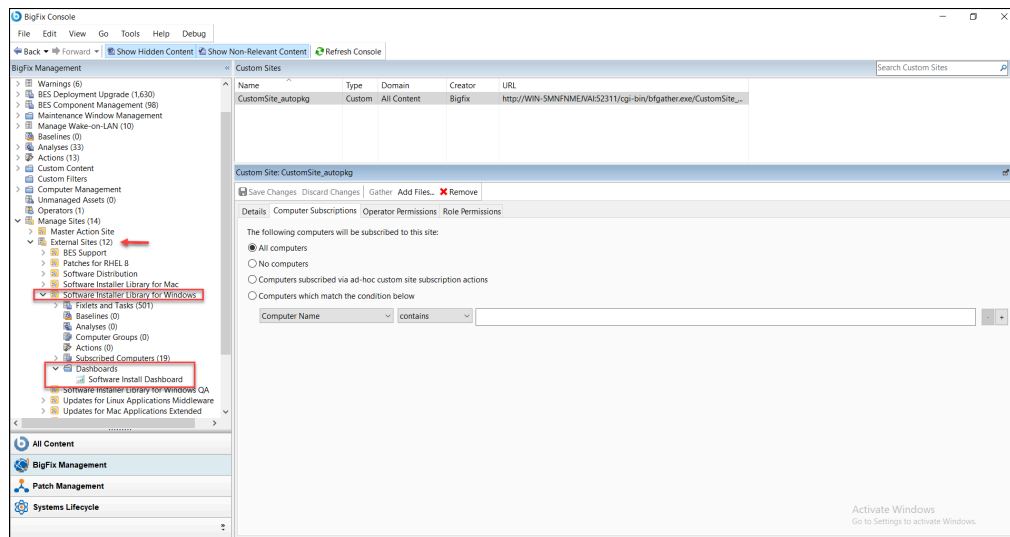 BigFix Console
File Edit View Go Tools Help Debug
Back Forward Show Hidden Content Show Non-Relevant Content Refresh Console
BigFix Management
Warnings (6)
BES Deployment Upgrade (1,630)
BES Component Management (98)
Maintenance Window Management
Manage Wake-on-LAN (10)
Baselines (0)
Analyses (33)
Actions (13)
Custom Content
Custom Filters
Computer Management
Unmanaged Assets (0)
Operators (1)
Manage Sites (14)
Master Action Site
External Sites (12)
BES Support
Patches for RHEL 8
Software Distribution
Software Installer Library for Mac
Software Installer Library for Windows
Fixlets and Tasks (501)
Baselines (0)
Analyses (0)
Computer Groups (0)
Actions (0)
Subscribed Computers (19)
Dashboards
Software Install Dashboard
Software Installer Library for Windows QA
Updates for Linux Applications Middleware
Updates for Mac Applications Extended
All Content
BigFix Management
Patch Management
Systems Lifecycle
Custom Sites
Search Custom Sites
Name Type Domain Creator URL
CustomSite_autopkg Custom All Content Bigfix http://WIN-5MNFNMEJVAI:52311/cgi-bin/bfgather.exe/CustomSite_...
Custom Site: CustomSite_autopkg
Save Changes Discard Changes Gather Add Files... Remove
Details Computer Subscriptions Operator Permissions Role Permissions
The following computers will be subscribed to this site:
All computers
No computers
Computers subscribed via ad-hoc custom site subscription actions
Computers which match the condition below
Computer Name contains - +
Activate Windows
Go to Settings to activate Windows.